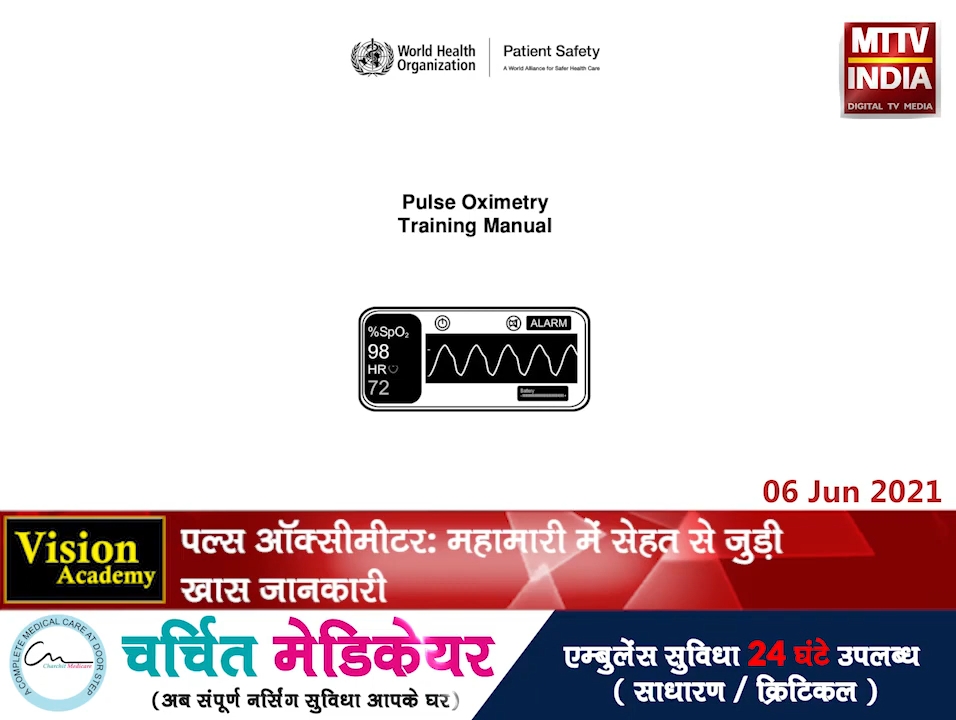 World Health
Organization
Patient Safety
A World Alliance for Safer Health Care
MTTV
INDIA
DIGITAL TV MEDIA
Pulse Oximetry
Training Manual
%SpO₂
98
HR
72
ALARM
Battery
06 Jun 2021
Vision
Academy
पल्स ऑक्सीमीटर: महामारी में सेहत से जुड़ी
खास जानकारी
A COMPLETE MEDICAL CARE AT DOOR STEP
Charchit Medicare
चर्चित मेडिकेयर
(अब संपूर्ण नर्सिग सुविधा आपके घर)
एम्बुलेंस सुविधा 24 घंटे उपलब्ध
( साधारण / क्रिटिकल )